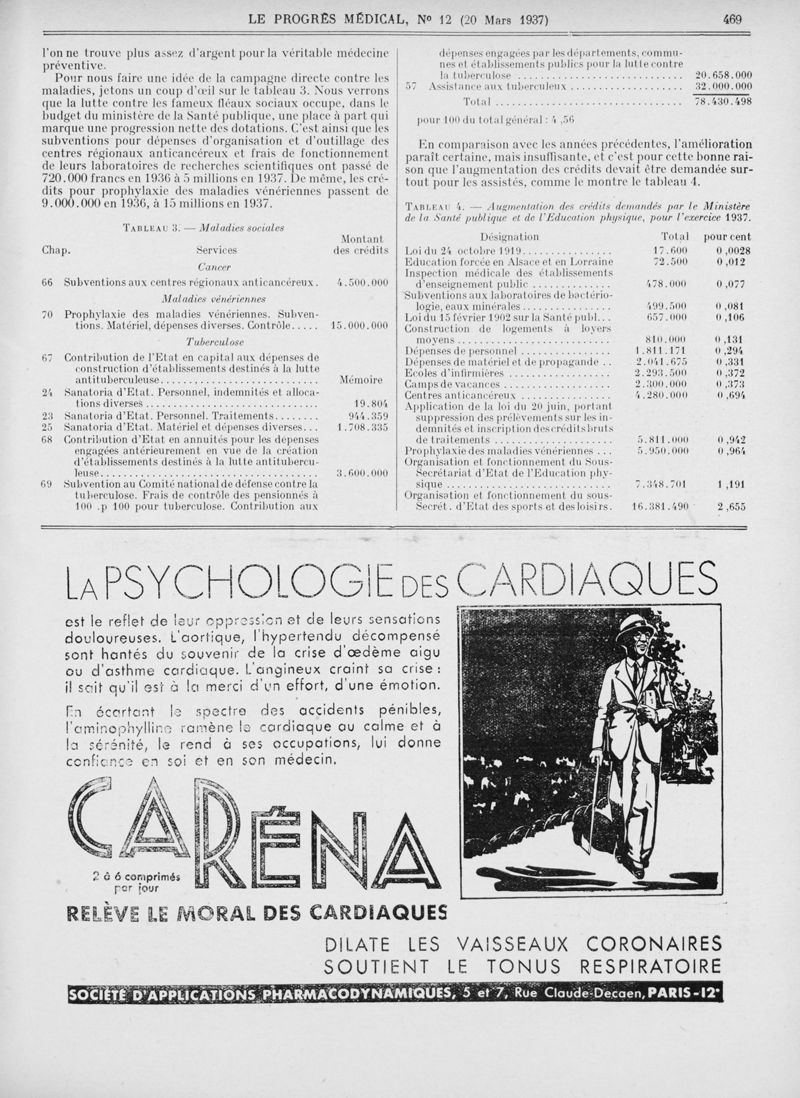 LE PROGRÈS MÉDICAL, Nº 12 (20 Mars 1937) 469
l'on ne trouve plus assez d'argent pour la véritable médecine
préventive.
Pour nous faire une idée de la campagne directe contre les
maladies, jetons un coup d'œil sur le tableau 3. Nous verrons
que la lutte contre les fameux fléaux sociaux occupe, dans le
budget du ministère de la Santé publique, une place à part qui
marque une progression nette des dotations. C'est ainsi que les
subventions pour dépenses d'organisation et d'outillage des
centres régionaux anticancéreux et frais de fonctionnement
de leurs laboratoires de recherches scientifiques ont passé de
720.000 francs en 1936 à 5 millions en 1937. De même, les cré-
dits pour prophylaxie des maladies vénériennes passent de
9.000.000 en 1936, à 15 millions en 1937.
TABLEAU 3. — Maladies sociales
Montant
Chap. Services des crédits
Cancer
66 Subventions aux centres régionaux anticancéreux. 4.500.000
Maladies vénériennes
70 Prophylaxie des maladies vénériennes. Subven-
tions. Matériel, dépenses diverses. Contrôle..... 15.000.000
Tuberculose
67 Contribution de l'Etat en capital aux dépenses de
construction d'établissements destinés à la lutte
antituberculeuse............................ Mémoire
24 Sanatoria d'Etat. Personnel, indemnités et alloca-
tions diverses.............................. 19.804
23 Sanatoria d'Etat. Personnel. Traitements........ 944.359
25 Sanatoria d'Etat. Matériel et dépenses diverses... 1.708.335
68 Contribution d'Etat en annuités pour les dépenses
engagées antérieurement en vue de la création
d'établissements destinés à la lutte antitubercu-
leuse...................................... 3.600.000
69 Subvention au Comité national de défense contre la
tuberculose. Frais de contrôle des pensionnés à
100 .p 100 pour tuberculose. Contribution aux
dépenses engagées par les départements, commu-
nes et établissements publics pour la lutte contre
la tuberculose ............................ 20.658.000
57 Assistance aux tuberculeux .................... 32.000.000
Total ................................ 78.430.498
pour 100 du total général : 4 ,56
En comparaison avec les années précédentes, l'amélioration
paraît certaine, mais insuffisante, et c'est pour cette bonne rai-
son que l'augmentation des crédits devait être demandée sur-
tout pour les assistés, comme le montre le tableau 4.
TABLEAU 4. — Augmentation des crédits demandés par le Ministère
de la Santé publique et de l'Education physique, pour l'exercice 1937.
Désignation Total pour cent
Loi du 24 octobre 1919................ 17.600 0 ,0028
Education forcée en Alsace et en Lorraine 72.500 0 ,012
Inspection médicale des établissements
d'enseignement public .............. 478.000 0 ,077
Subventions aux laboratoires de bactério-
logie, eaux minérales................ 499.500 0 ,081
Loi du 15 février 1902 sur la Santé publ... 657.000 0 ,106
Construction de logements à loyers
moyens............................ 810.000 0 ,131
Dépenses de personnel ................ 1.811.171 0 ,294
Dépenses de matériel et de propagande .. 2.041.675 0 ,331
Ecoles d'infirmières .................. 2.293.500 0 ,372
Camps de vacances ................... 2.300.000 0 ,373
Centres anticancéreux ................ 4.280.000 0 ,694
Application de la loi du 20 juin, portant
suppression des prélèvements sur les in-
demnités et inscription des crédits bruts
de traitements ..................... 5.811.000 0 ,942
Prophylaxie des maladies vénériennes ... 5.950.000 0 ,964
Organisation et fonctionnement du Sous-
Secrétariat d'Etat de l'Education phy-
sique .............................. 7.348.701 1 ,191
Organisation et fonctionnement du sous-
Secrét. d'Etat des sports et des loisirs. 16.381.490 2 ,655
LA PSYCHOLOGIE DES CARDIAQUES
est le reflet de leur oppression et de leurs sensations
douloureuses. L'aortique, l'hypertendu décompensé
sont hantés du souvenir de la crise d'œdème aigu
ou d'asthme cardiaque. L'angineux craint sa crise :
il sait qu'il est à la merci d'un effort, d'une émotion.
En écartant le spectre des accidents pénibles,
l'aminophylline ramène le cardiaque au calme et à
la sérénité, le rend à ses occupations, lui donne
confiance en soi et en son médecin.
CARÉNA
2 à 6 comprimés
par jour
RELÈVE LE MORAL DES CARDIAQUES
DILATE LES VAISSEAUX CORONAIRES
SOUTIENT LE TONUS RESPIRATOIRE
SOCIÉTÉ D'APPLICATIONS PHARMACODYNAMIQUES, 5 et 7, Rue Claude-Decaen, PARIS-12ᵉ